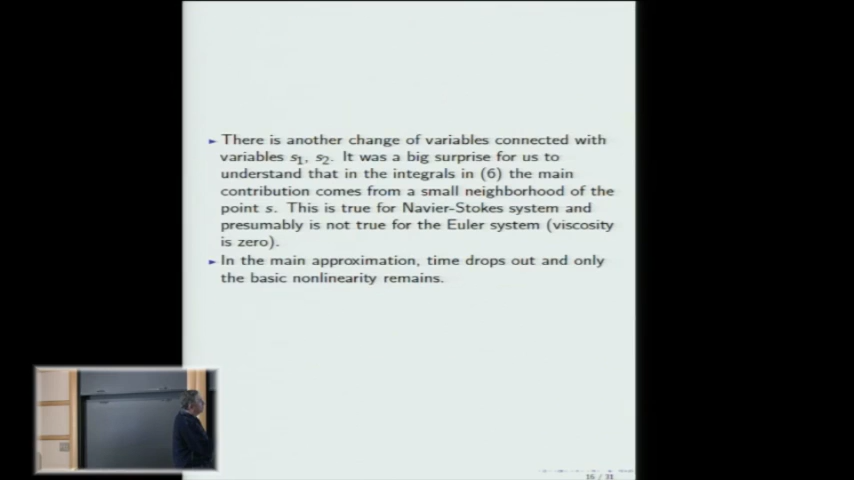 ► There is another change of variables connected with
variables s₁, s₂. It was a big surprise for us to
understand that in the integrals in (6) the main
contribution comes from a small neighborhood of the
point s. This is true for Navier-Stokes system and
presumably is not true for the Euler system (viscosity
is zero).
► In the main approximation, time drops out and only
the basic nonlinearity remains.
16 / 31